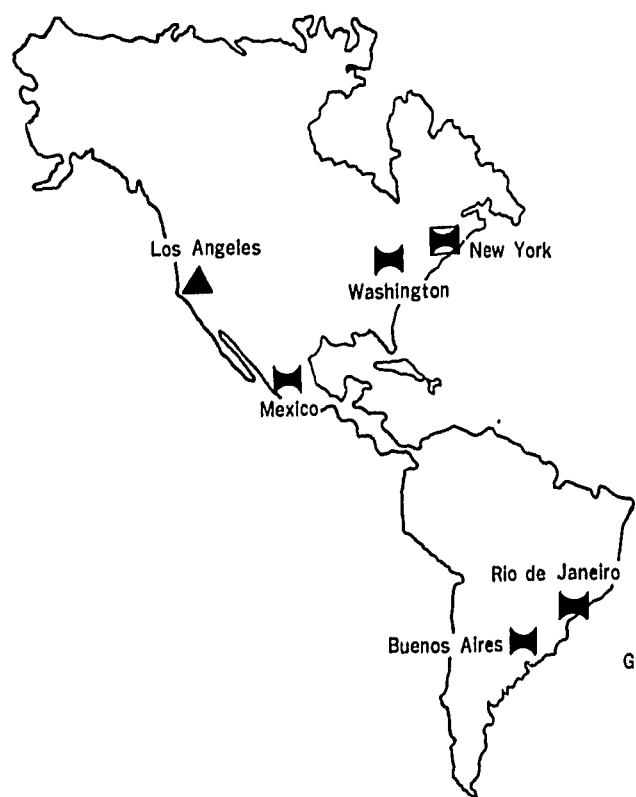 Los Angeles
New York
Washington
Mexico
Rio de Janeiro
Buenos Aires
G